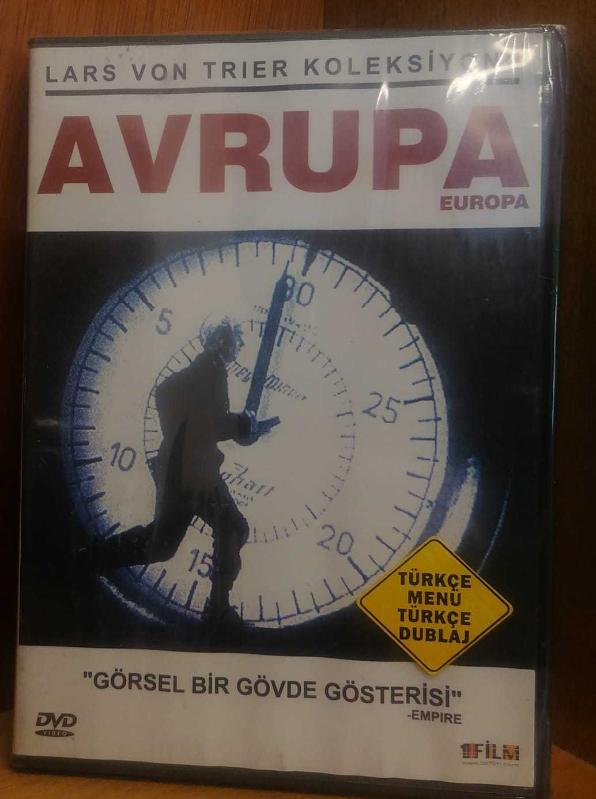 LARS VON TRIER KOLEKSİYONU
AVRUPA
EUROPA
30
5
25
10
20
15
TÜRKÇE
MENÜ
TÜRKÇE
DUBLAJ
"GÖRSEL BİR GÖVDE GÖSTERİSİ"
-EMPIRE
DVD
VIDEO
FİLM